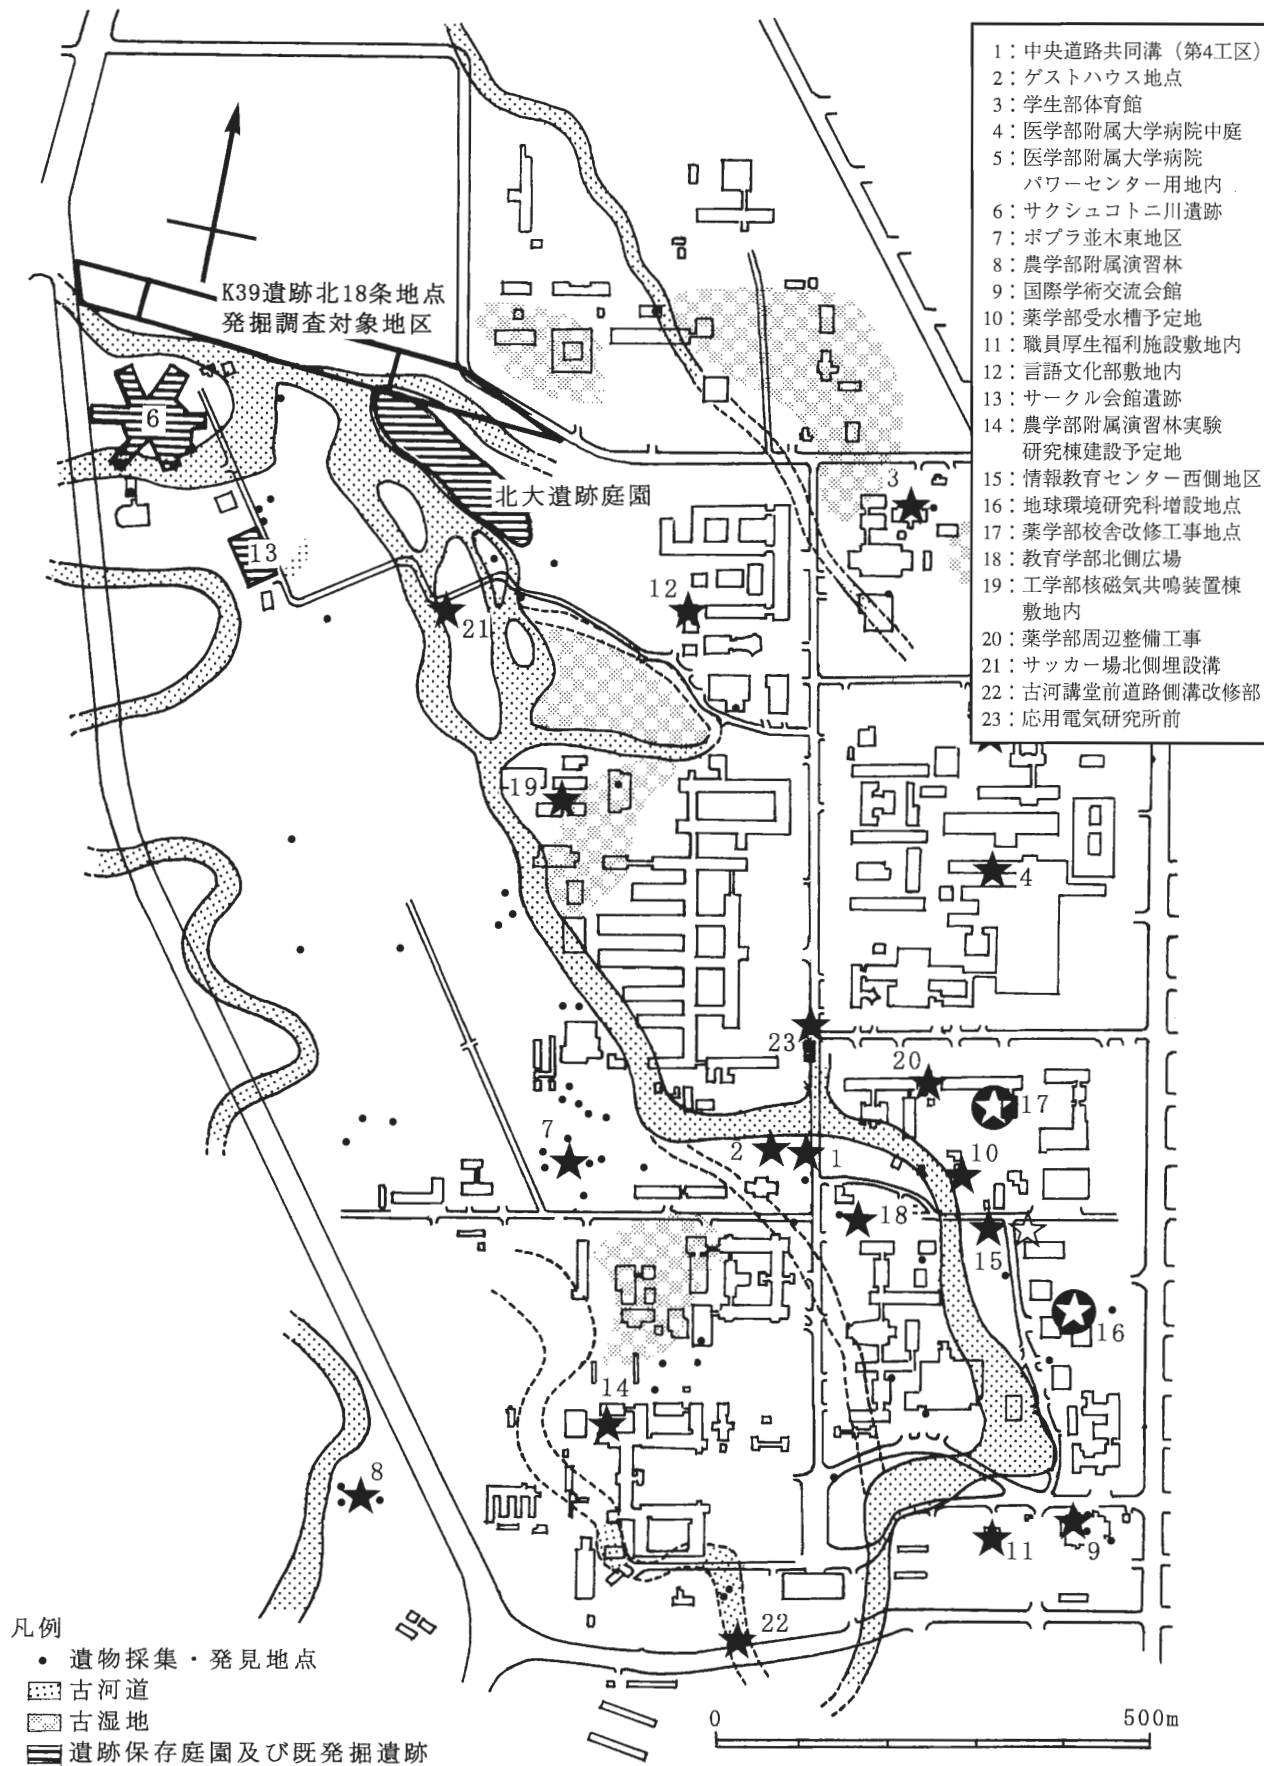 1：中央道路共同溝（第4工区）
2：ゲストハウス地点
3：学生部体育館
4：医学部附属大学病院中庭
5：医学部附属大学病院
パワーセンター用地内
6：サクシュコトニ川遺跡
7：ポプラ並木東地区
8：農学部附属演習林
9：国際学術交流会館
10：薬学部受水槽予定地
11：職員厚生福利施設敷地内
12：言語文化部敷地内
13：サークル会館遺跡
14：農学部附属演習林実験
研究棟建設予定地
15：情報教育センター西側地区
16：地球環境研究科増設地点
17：薬学部校舎改修工事地点
18：教育学部北側広場
19：工学部核磁気共鳴装置棟
敷地内
20：薬学部周辺整備工事
21：サッカー場北側埋設溝
22：古河講堂前道路側溝改修部
23：応用電気研究所前
K39遺跡北18条地点
発掘調査対象地区
6
3
北大遺跡庭園
13
12
21
19
4
23
20
17
7
2
1
10
18
15
16
14
8
11
9
22
凡例
遺物採集・発見地点
古河道
古湿地
遺跡保存庭園及び既発掘遺跡
0
500m